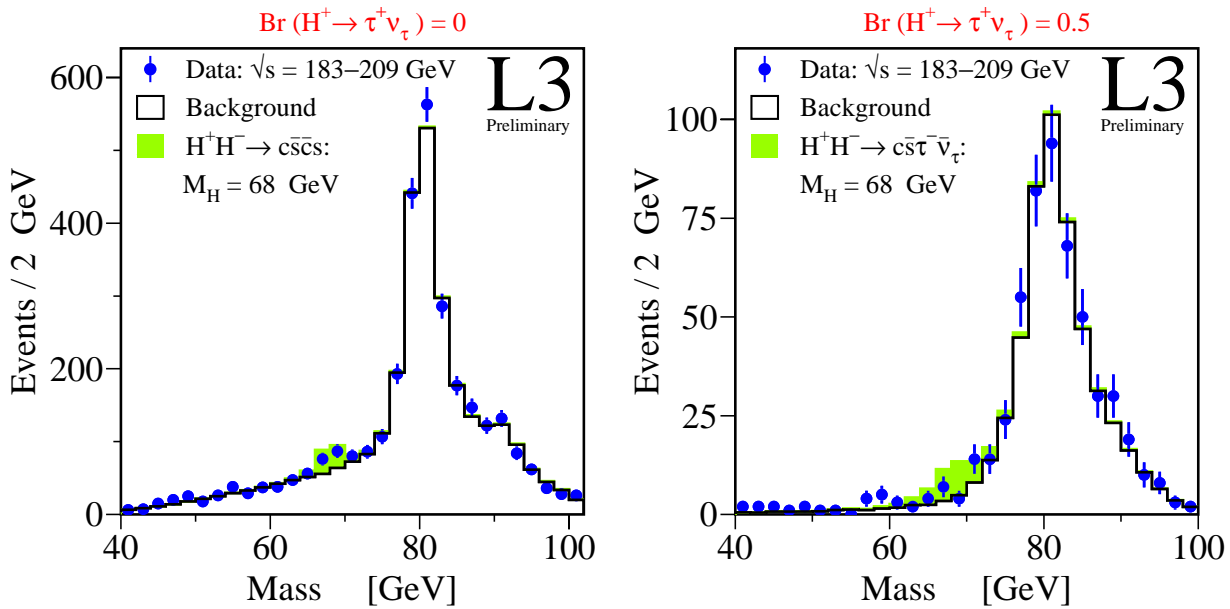 Br (H⁺→ τ⁺ν_τ ) = 0
Data: √s = 183–209 GeV
Background
H⁺H⁻→ cs̄c̄s:
M_H = 68 GeV
L3
Preliminary
Events / 2 GeV
600
400
200
0
40
60
80
100
Mass [GeV]
Br (H⁺→ τ⁺ν_τ ) = 0.5
Data: √s = 183–209 GeV
Background
H⁺H⁻→ cs̄τ⁻ν̄_τ:
M_H = 68 GeV
L3
Preliminary
Events / 2 GeV
100
75
50
25
0
40
60
80
100
Mass [GeV]